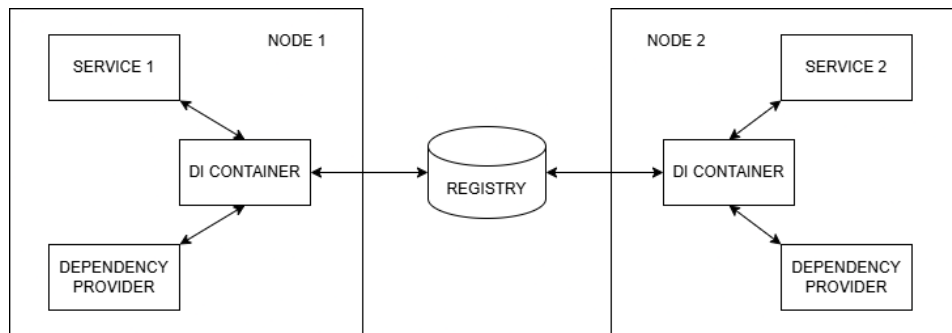 NODE 1
SERVICE 1
DI CONTAINER
DEPENDENCY
PROVIDER
REGISTRY
NODE 2
SERVICE 2
DI CONTAINER
DEPENDENCY
PROVIDER